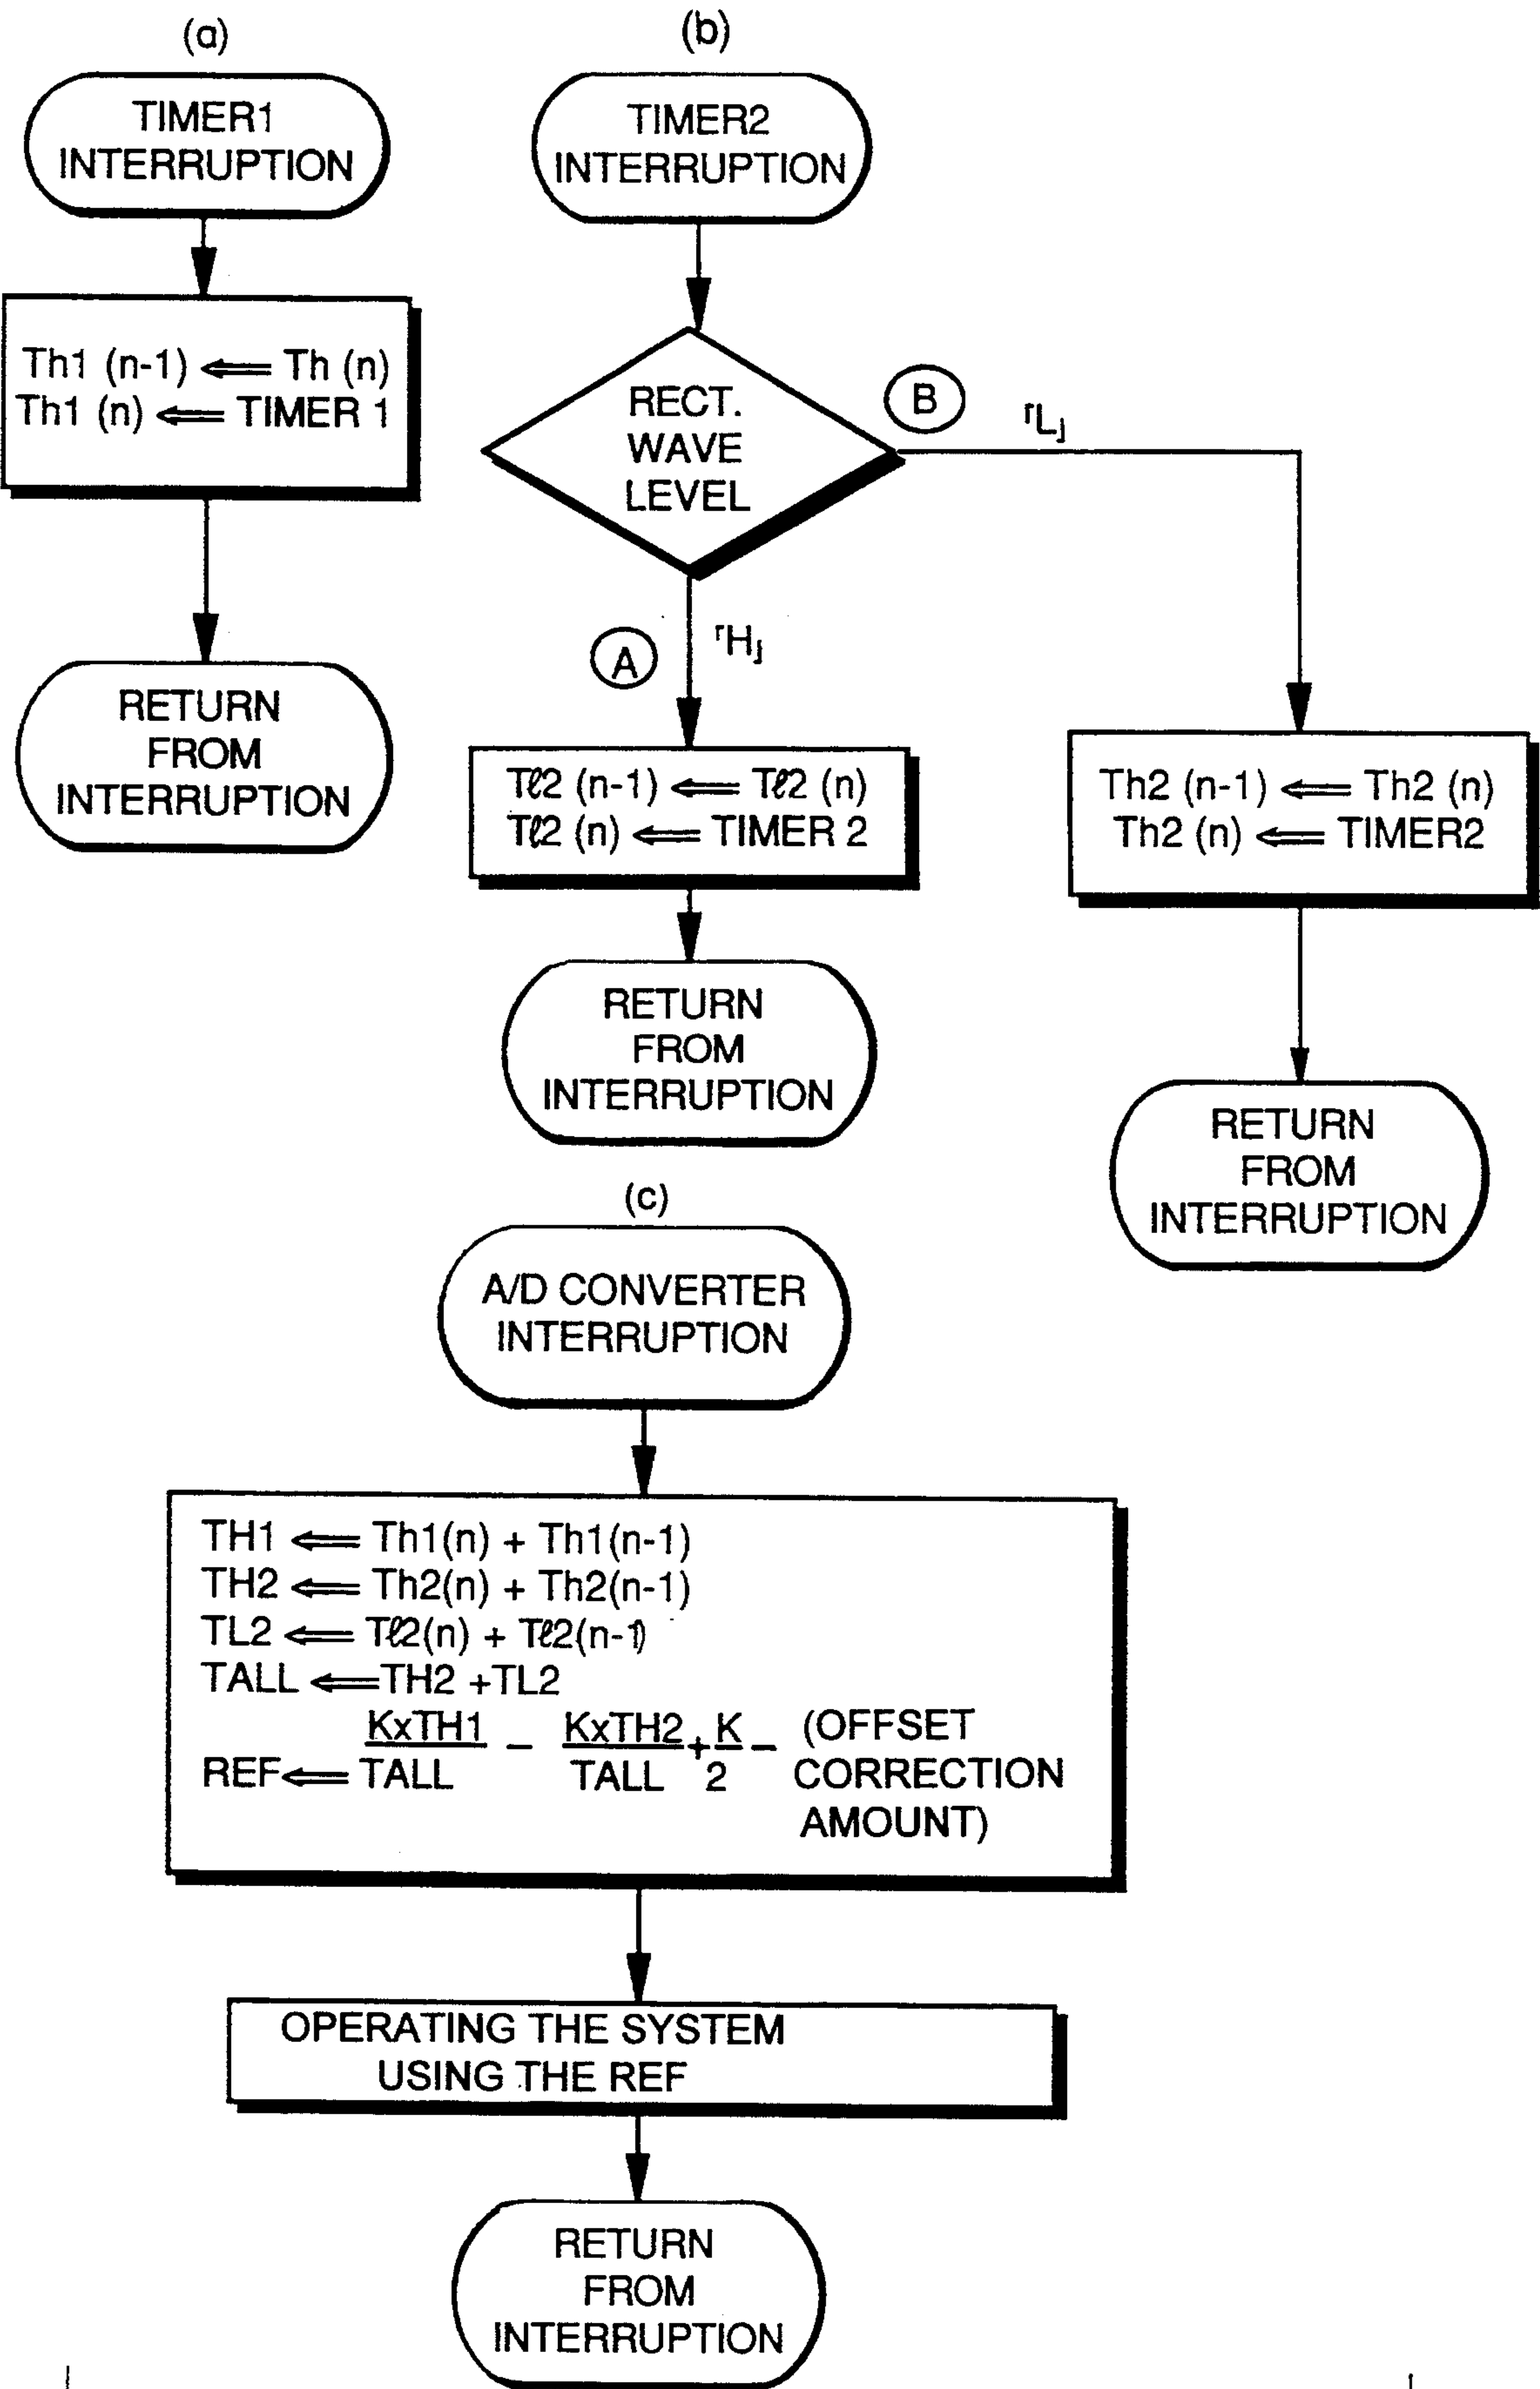 (a)
TIMER1
INTERRUPTION
Th1 (n-1) ⇐ Th (n)
Th1 (n) ⇐ TIMER 1
RETURN
FROM
INTERRUPTION
(b)
TIMER2
INTERRUPTION
RECT.
WAVE
LEVEL
B
「L」
A
「H」
Tℓ2 (n-1) ⇐ Tℓ2 (n)
Tℓ2 (n) ⇐ TIMER 2
RETURN
FROM
INTERRUPTION
Th2 (n-1) ⇐ Th2 (n)
Th2 (n) ⇐ TIMER2
RETURN
FROM
INTERRUPTION
(c)
A/D CONVERTER
INTERRUPTION
TH1 ⇐ Th1(n) + Th1(n-1)
TH2 ⇐ Th2(n) + Th2(n-1)
TL2 ⇐ Tℓ2(n) + Tℓ2(n-1)
TALL ⇐ TH2 +TL2
KxTH1 - KxTH2 + K - (OFFSET
REF ⇐ TALL TALL 2 CORRECTION
AMOUNT)
OPERATING THE SYSTEM
USING THE REF
RETURN
FROM
INTERRUPTION